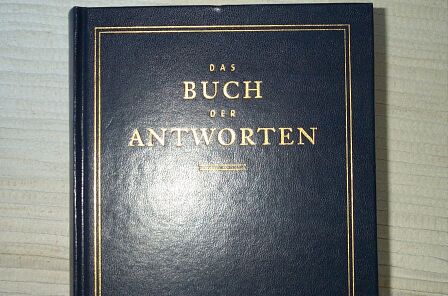 DAS
BUCH
DER
ANTWORTEN